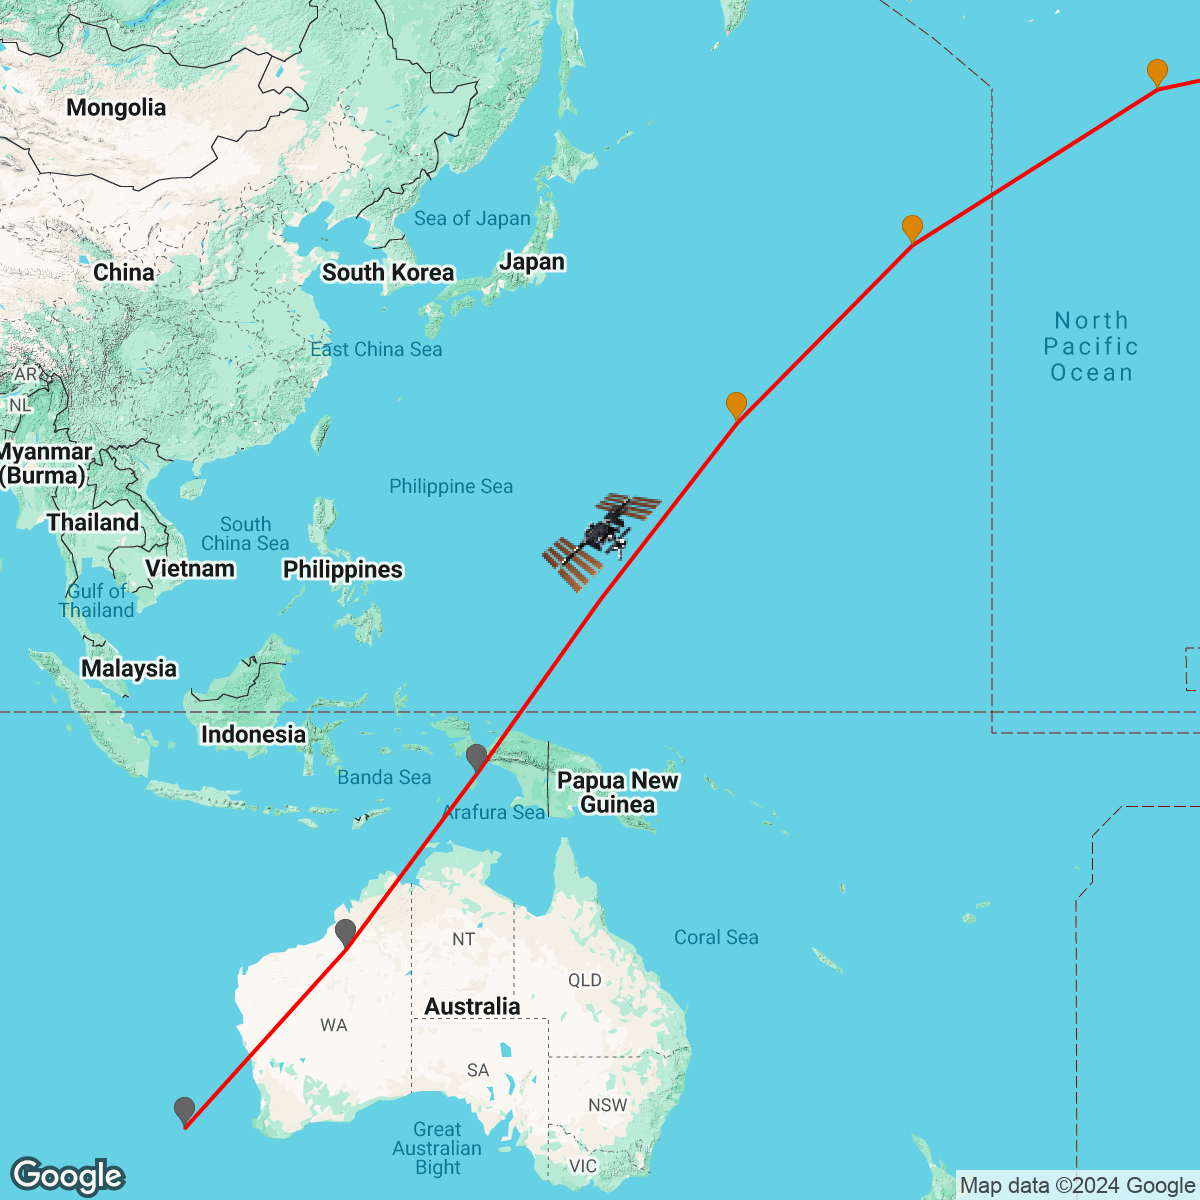 Mongolia
Sea of Japan
China
South Korea
Japan
North
Pacific
Ocean
East China Sea
AR
NL
Myanmar
(Burma)
Philippine Sea
Thailand
South
China Sea
Vietnam
Philippines
Gulf of
Thailand
Malaysia
Indonesia
Banda Sea
Papua New
Guinea
Arafura Sea
Coral Sea
NT
QLD
Australia
WA
SA
NSW
Great
Australian
Bight
VIC
Google
Map data ©2024 Google